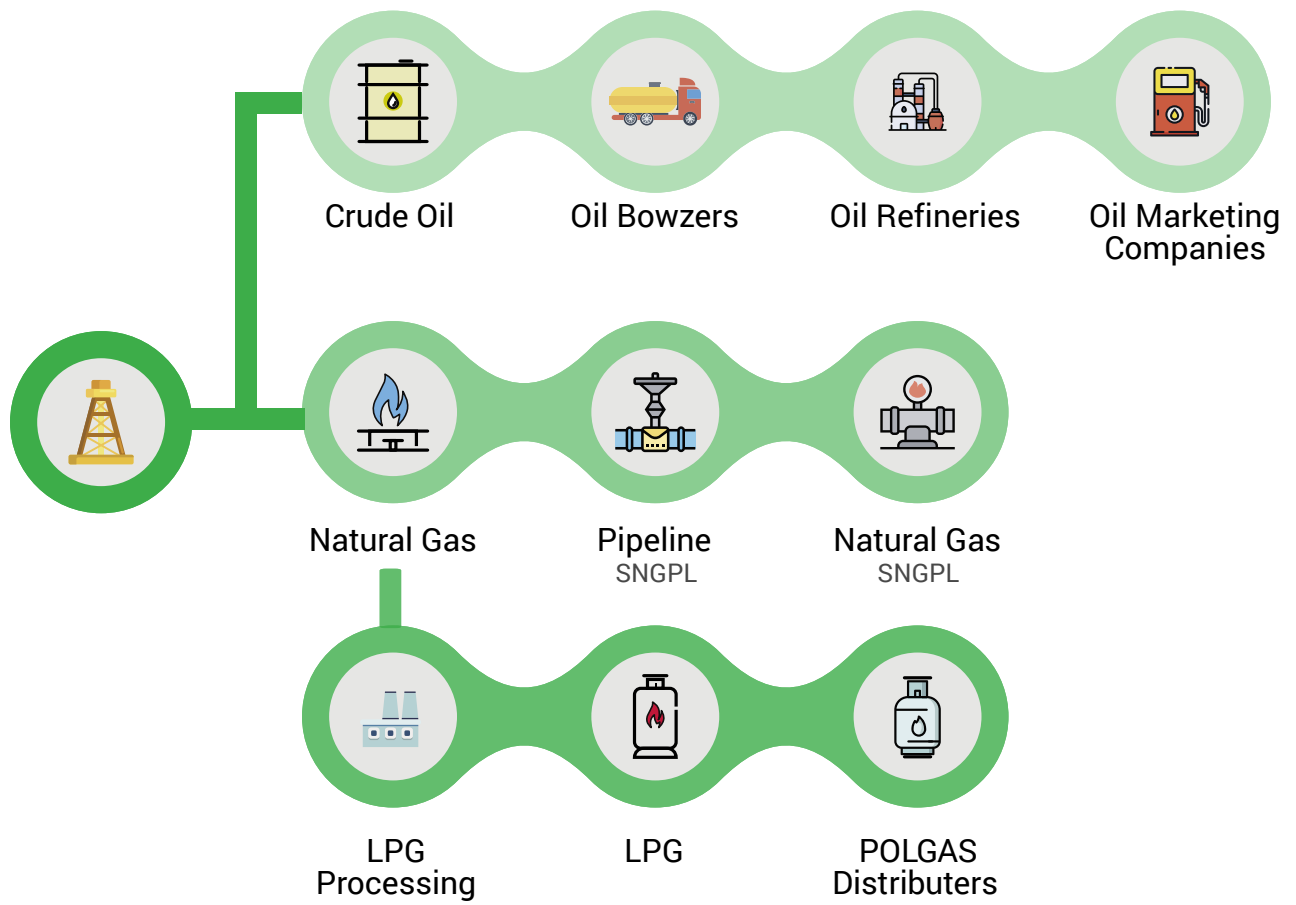 Crude Oil
Oil Bowzers
Oil Refineries
Oil Marketing
Companies
Natural Gas
Pipeline
SNGPL
Natural Gas
SNGPL
LPG
Processing
LPG
POLGAS
Distributers